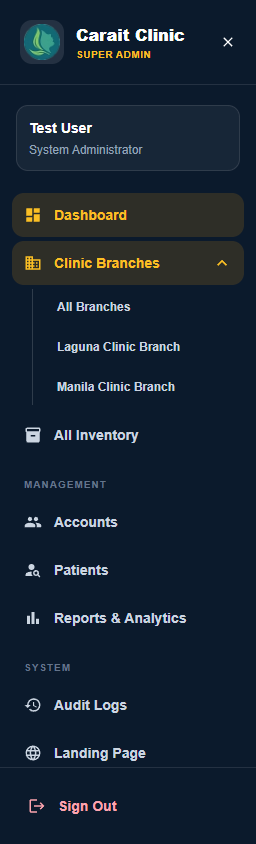 Carait Clinic
SUPER ADMIN
Test User
System Administrator
Dashboard
Clinic Branches
All Branches
Laguna Clinic Branch
Manila Clinic Branch
All Inventory
MANAGEMENT
Accounts
Patients
Reports & Analytics
SYSTEM
Audit Logs
Landing Page
Sign Out